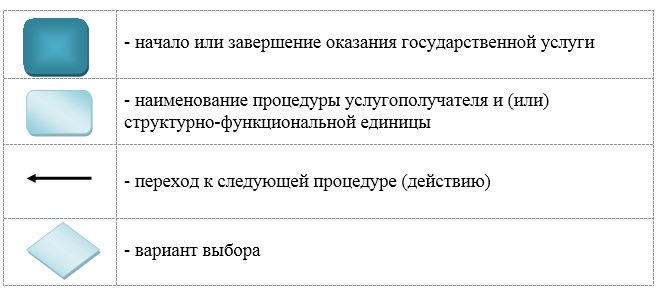 - начало или завершение оказания государственной услуги
- наименование процедуры услугополучателя и (или)
структурно-функциональной единицы
- переход к следующей процедуре (действию)
- вариант выбора